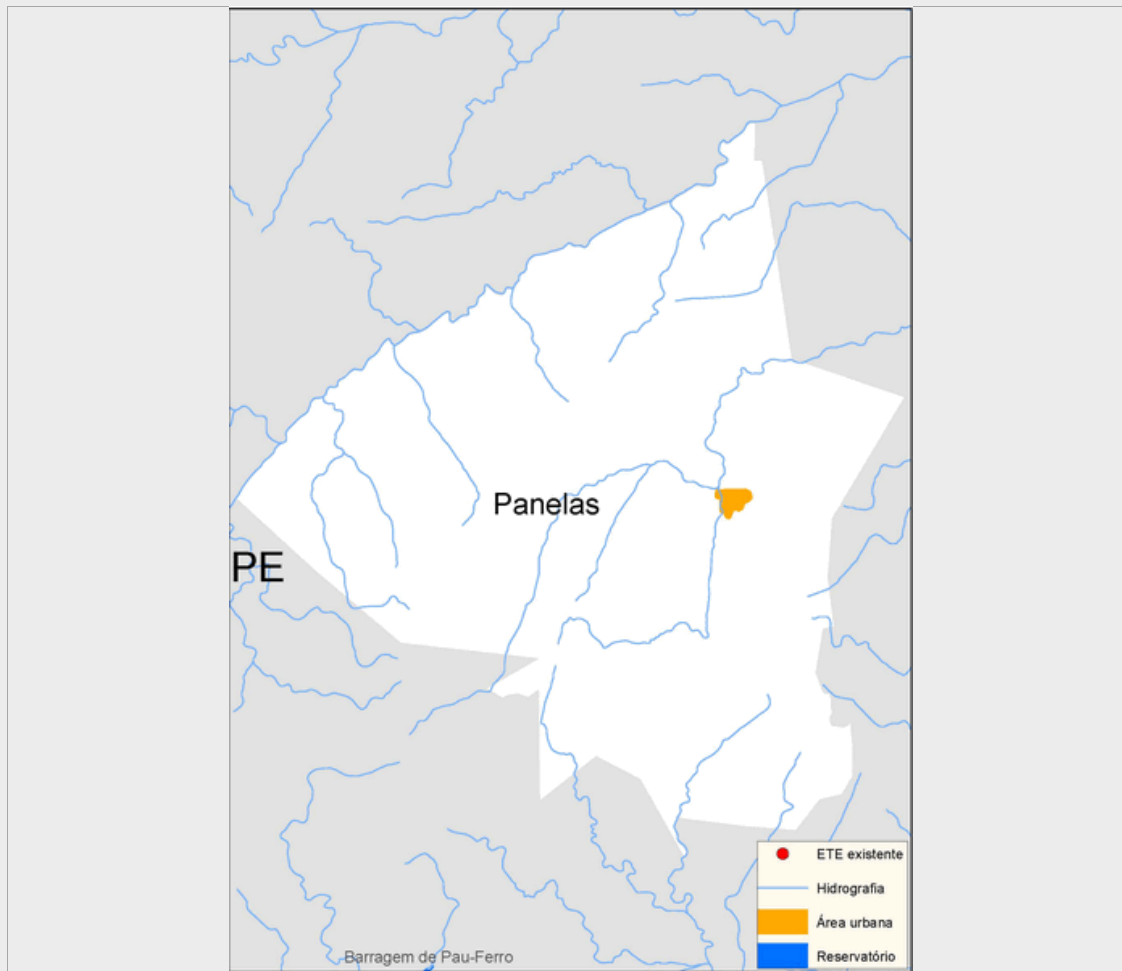 Panelas
PE
ETE existente
Hidrografia
Área urbana
Reservatório
Barragem de Pau-Ferro